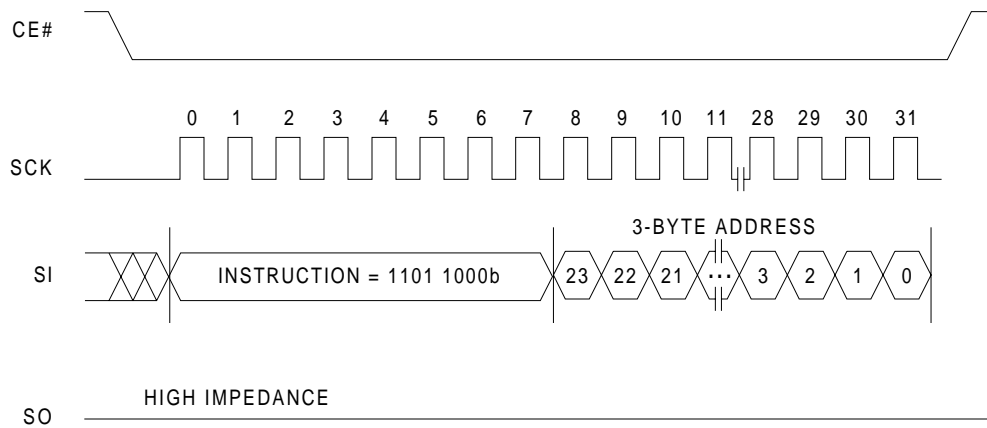 CE#
0 1 2 3 4 5 6 7 8 9 10 11 28 29 30 31
SCK
3-BYTE ADDRESS
SI INSTRUCTION = 1101 1000b 23 22 21 ... 3 2 1 0
HIGH IMPEDANCE
SO